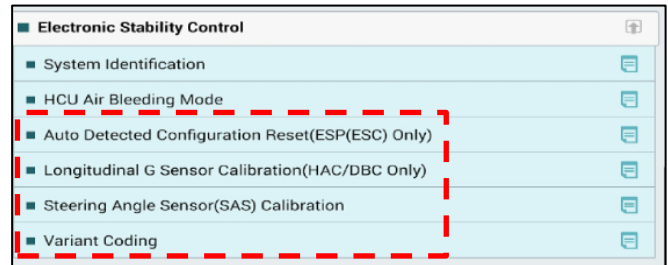 Electronic Stability Control
System Identification
HCU Air Bleeding Mode
Auto Detected Configuration Reset(ESP(ESC) Only)
Longitudinal G Sensor Calibration(HAC/DBC Only)
Steering Angle Sensor(SAS) Calibration
Variant Coding